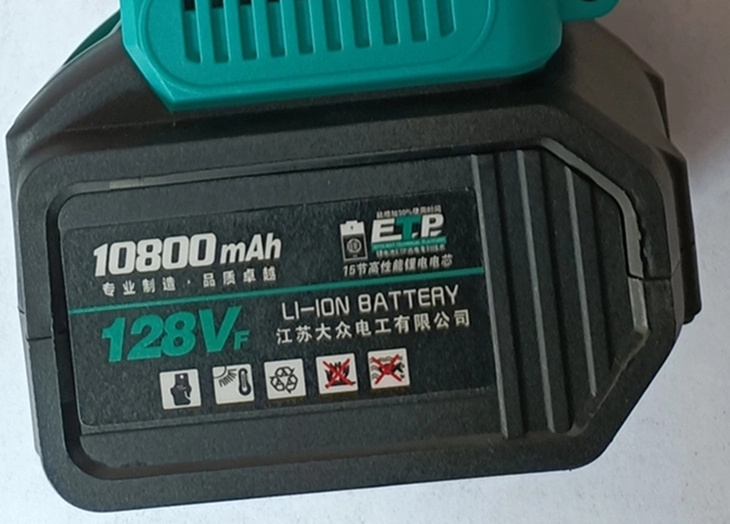 10800mAh
专业制造·品质卓越
128VF
ETP
15节高性能锂电电芯
LI-ION BATTERY
江苏大众电工有限公司